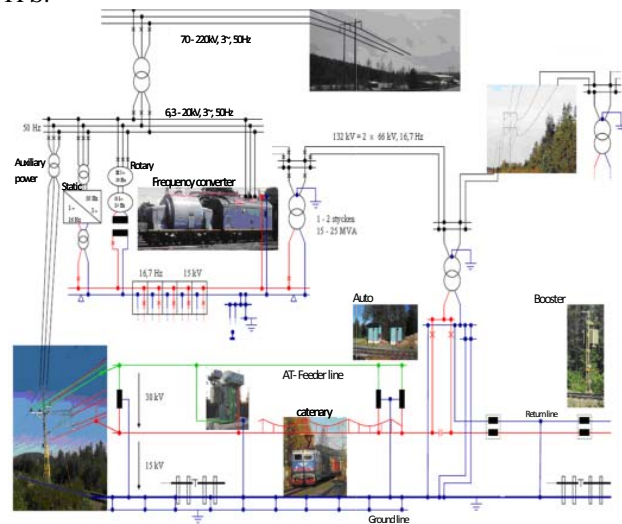 70 - 220kV, 3~, 50Hz
6,3 - 20kV, 3~, 50Hz
50 Hz
Auxiliary
power
Static
Rotary
Frequency converter
132 kV = 2 x 66 kV, 16,7 Hz
1 - 2 stycken
15 - 25 MVA
16,7 Hz
15 kV
Auto
Booster
AT- Feeder line
30 kV
catenary
Return line
15 kV
Ground line